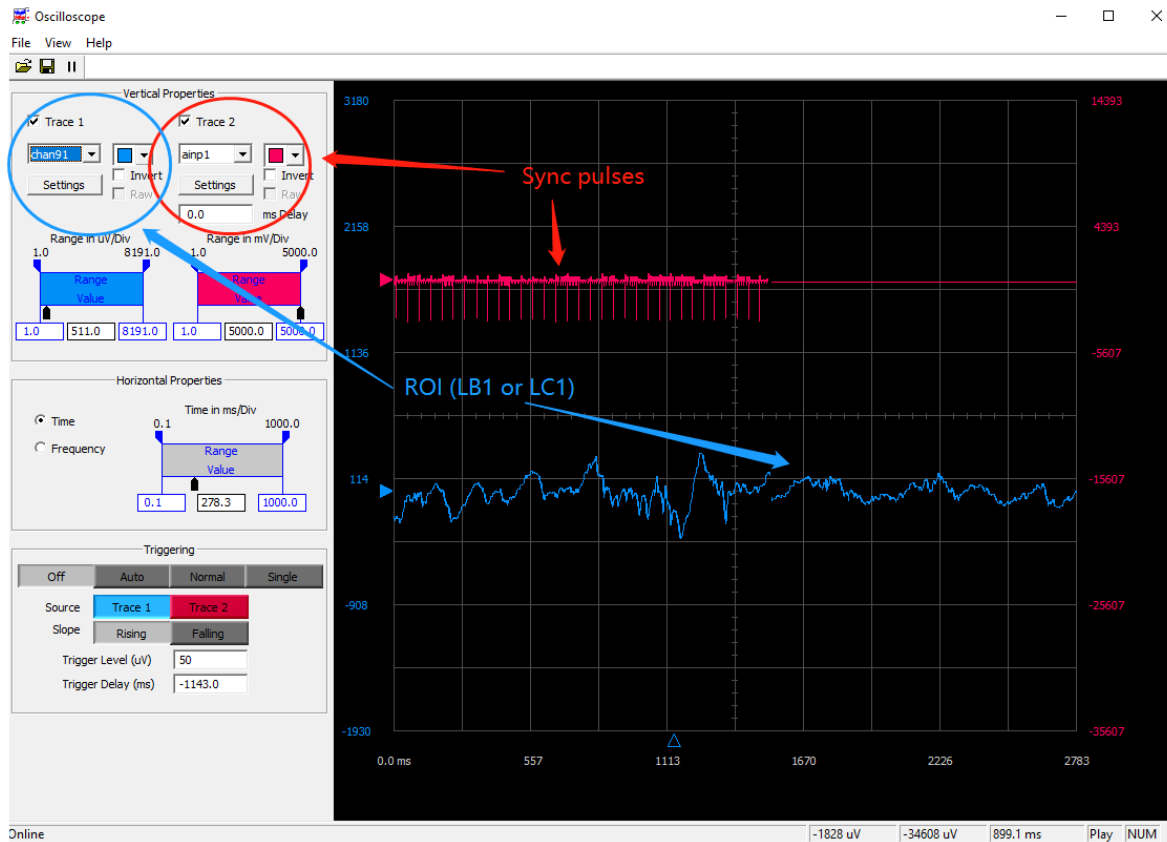 Oscilloscope
File View Help
Vertical Properties
Trace 1 Trace 2
chan91 ainp1
Invert Invert
Settings Settings
Raw Raw
0.0 ms Delay
Range in uV/Div Range in mV/Div
1.0 8191.0 1.0 5000.0
Range Range
Value Value
1.0 511.0 8191.0 1.0 5000.0 5000.0
Horizontal Properties
Time in ms/Div
Time 0.1 1000.0
Frequency Range
Value
0.1 278.3 1000.0
Triggering
Off Auto Normal Single
Source Trace 1 Trace 2
Slope Rising Falling
Trigger Level (uV) 50
Trigger Delay (ms) -1143.0
3180 14393
Sync pulses
2158 4393
1136 -5607
ROI (LB1 or LC1)
114 -15607
-908 -25607
-1930 -35607
0.0 ms 557 1113 1670 2226 2783
Online -1828 uV -34608 uV 899.1 ms Play NUM